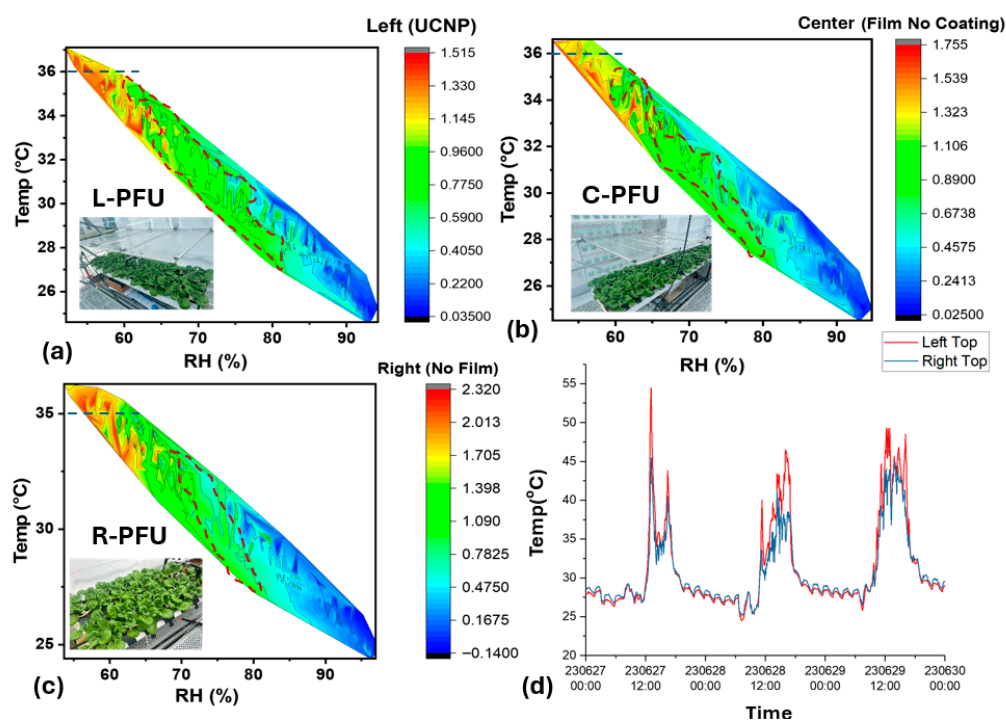 Left (UCNP)
1.515
1.330
1.145
0.9600
0.7750
0.5900
0.4050
0.2200
0.03500
Temp (°C)
36
34
32
30
28
26
L-PFU
60
70
80
90
RH (%)
(a)
Center (Film No Coating)
1.755
1.539
1.323
1.106
0.8900
0.6738
0.4575
0.2413
0.02500
Temp (°C)
36
34
32
30
28
26
C-PFU
60
70
80
90
RH (%)
(b)
Right (No Film)
2.320
2.013
1.705
1.398
1.090
0.7825
0.4750
0.1675
−0.1400
Temp (°C)
35
30
25
R-PFU
60
70
80
90
RH (%)
(c)
Left Top
Right Top
Temp(°C)
55
50
45
40
35
30
25
20
230627 230627 230628 230628 230629 230629 230630
00:00 12:00 00:00 12:00 00:00 12:00 00:00
Time
(d)